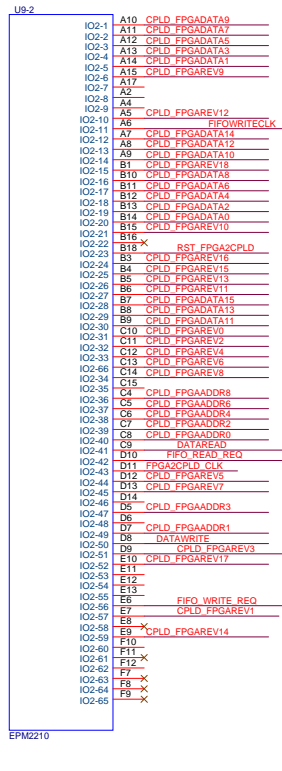 U9-2
IO2-1 A10 CPLD_FPGADATA9
IO2-2 A11 CPLD_FPGADATA7
IO2-3 A12 CPLD_FPGADATA5
IO2-4 A13 CPLD_FPGADATA3
IO2-5 A14 CPLD_FPGADATA1
IO2-6 A15 CPLD_FPGAREV9
IO2-7 A17
IO2-8 A2
IO2-9 A4
IO2-10 A5 CPLD_FPGAREV12
IO2-11 A6 FIFOWRITECLK
IO2-12 A7 CPLD_FPGADATA14
IO2-13 A8 CPLD_FPGADATA12
IO2-14 A9 CPLD_FPGADATA10
IO2-15 B1 CPLD_FPGAREV18
IO2-16 B10 CPLD_FPGADATA8
IO2-17 B11 CPLD_FPGADATA6
IO2-18 B12 CPLD_FPGADATA4
IO2-19 B13 CPLD_FPGADATA2
IO2-20 B14 CPLD_FPGADATA0
IO2-21 B15 CPLD_FPGAREV10
IO2-22 B16
IO2-23 B18 RST_FPGA2CPLD
IO2-24 B3 CPLD_FPGAREV16
IO2-25 B4 CPLD_FPGAREV15
IO2-26 B5 CPLD_FPGAREV13
IO2-27 B6 CPLD_FPGAREV11
IO2-28 B7 CPLD_FPGADATA15
IO2-29 B8 CPLD_FPGADATA13
IO2-30 B9 CPLD_FPGADATA11
IO2-31 C10 CPLD_FPGAREV0
IO2-32 C11 CPLD_FPGAREV2
IO2-33 C12 CPLD_FPGAREV4
IO2-66 C13 CPLD_FPGAREV6
IO2-34 C14 CPLD_FPGAREV8
IO2-35 C15
IO2-36 C4 CPLD_FPGAADDR8
IO2-37 C5 CPLD_FPGAADDR6
IO2-38 C6 CPLD_FPGAADDR4
IO2-39 C7 CPLD_FPGAADDR2
IO2-40 C8 CPLD_FPGAADDR0
IO2-41 C9 DATAREAD
IO2-42 D10 FIFO_READ_REQ
IO2-43 D11 FPGA2CPLD_CLK
IO2-44 D12 CPLD_FPGAREV5
IO2-45 D13 CPLD_FPGAREV7
IO2-46 D14
IO2-47 D5 CPLD_FPGAADDR3
IO2-48 D6
IO2-49 D7 CPLD_FPGAADDR1
IO2-50 D8 DATAWRITE
IO2-51 D9 CPLD_FPGAREV3
IO2-52 E10 CPLD_FPGAREV17
IO2-53 E11
IO2-54 E12
IO2-55 E13
IO2-56 E6 FIFO_WRITE_REQ
IO2-57 E7 CPLD_FPGAREV1
IO2-58 E8
IO2-59 E9 CPLD_FPGAREV14
IO2-60 F10
IO2-61 F11
IO2-62 F12
IO2-63 F7
IO2-64 F8
IO2-65 F9
EPM2210